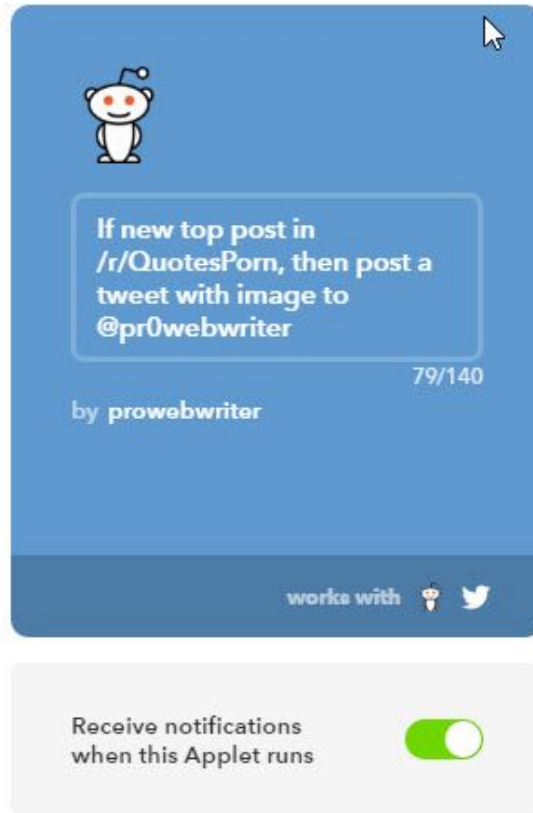 If new top post in
/r/QuotesPorn, then post a
tweet with image to
@pr0webwriter
79/140
by prowebwriter
works with
Receive notifications
when this Applet runs